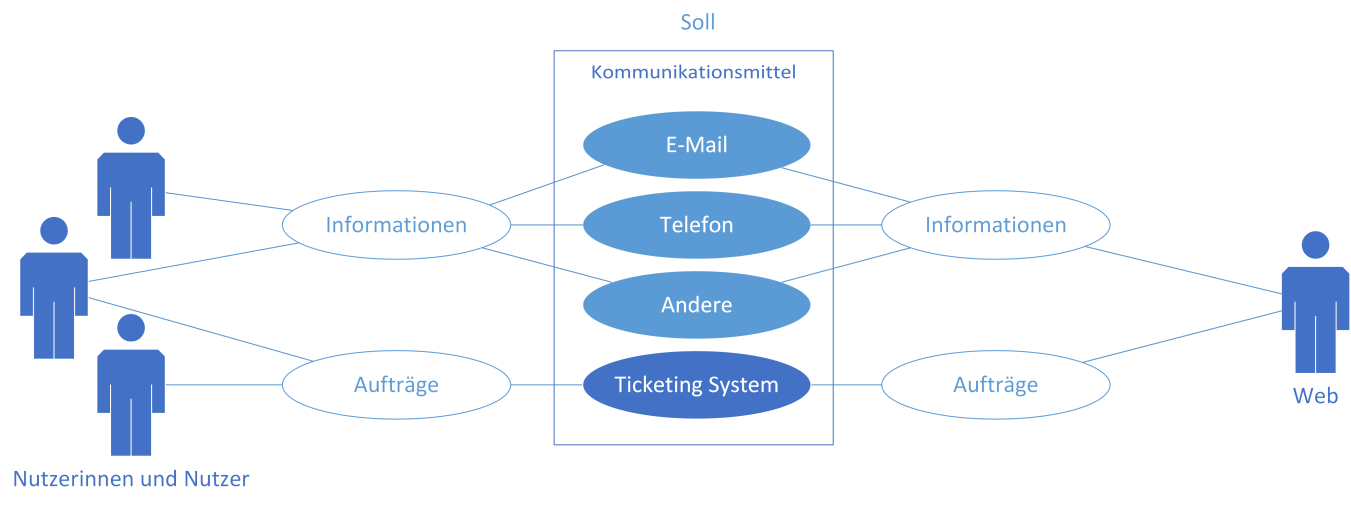 Soll
Kommunikationsmittel
E-Mail
Informationen
Telefon
Informationen
Andere
Aufträge
Ticketing System
Aufträge
Web
Nutzerinnen und Nutzer